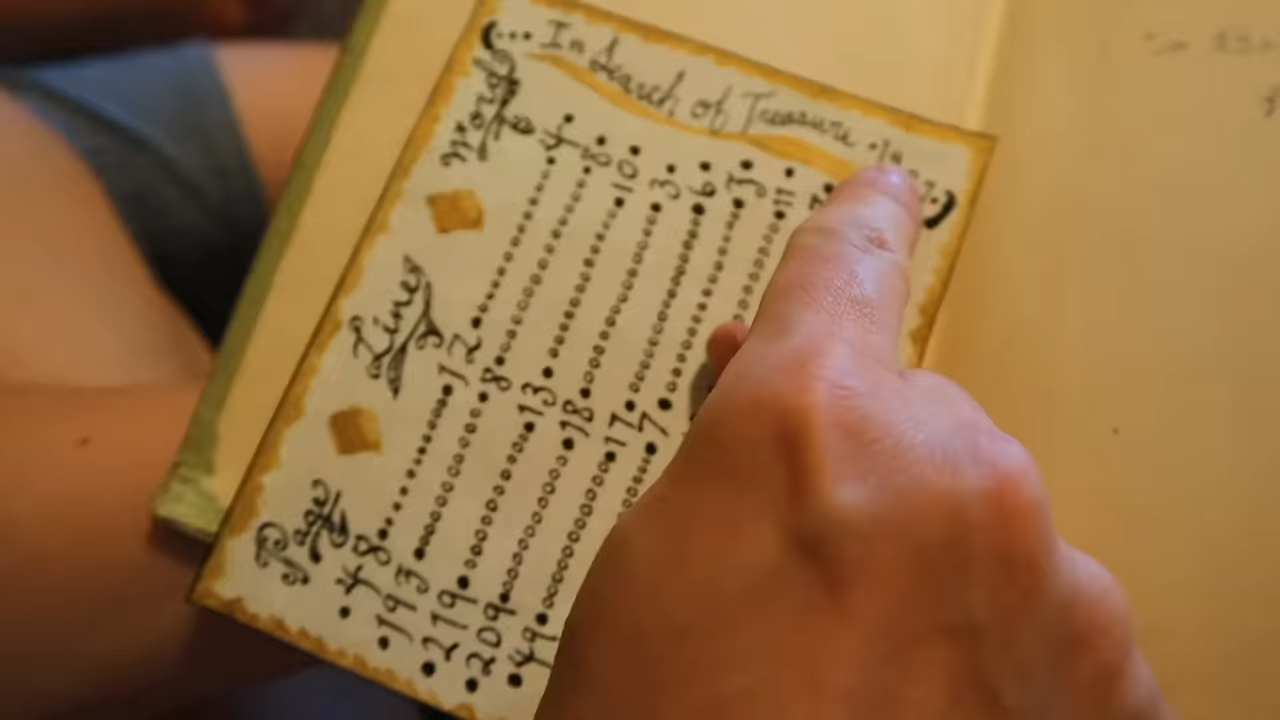 In Search of Treasure
Page Line Word
48 12 4
193 8 8
219 13 10
209 18 3
49 17 6
7 3
11